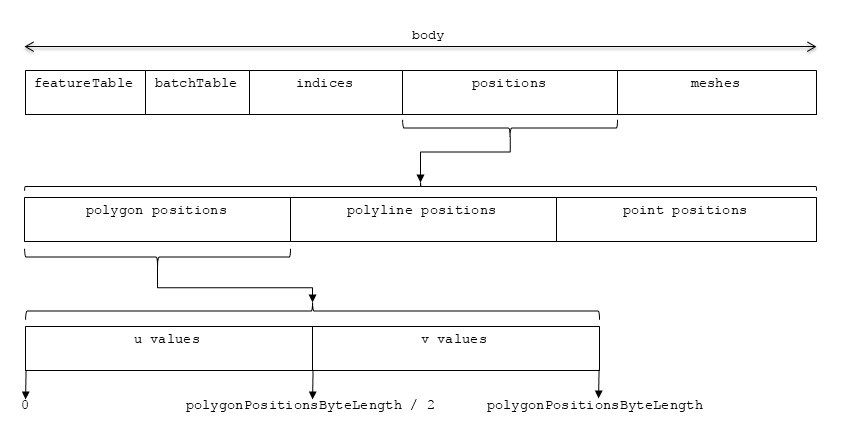 body
featureTable batchTable indices positions meshes
polygon positions polyline positions point positions
u values v values
0 polygonPositionsByteLength / 2 polygonPositionsByteLength